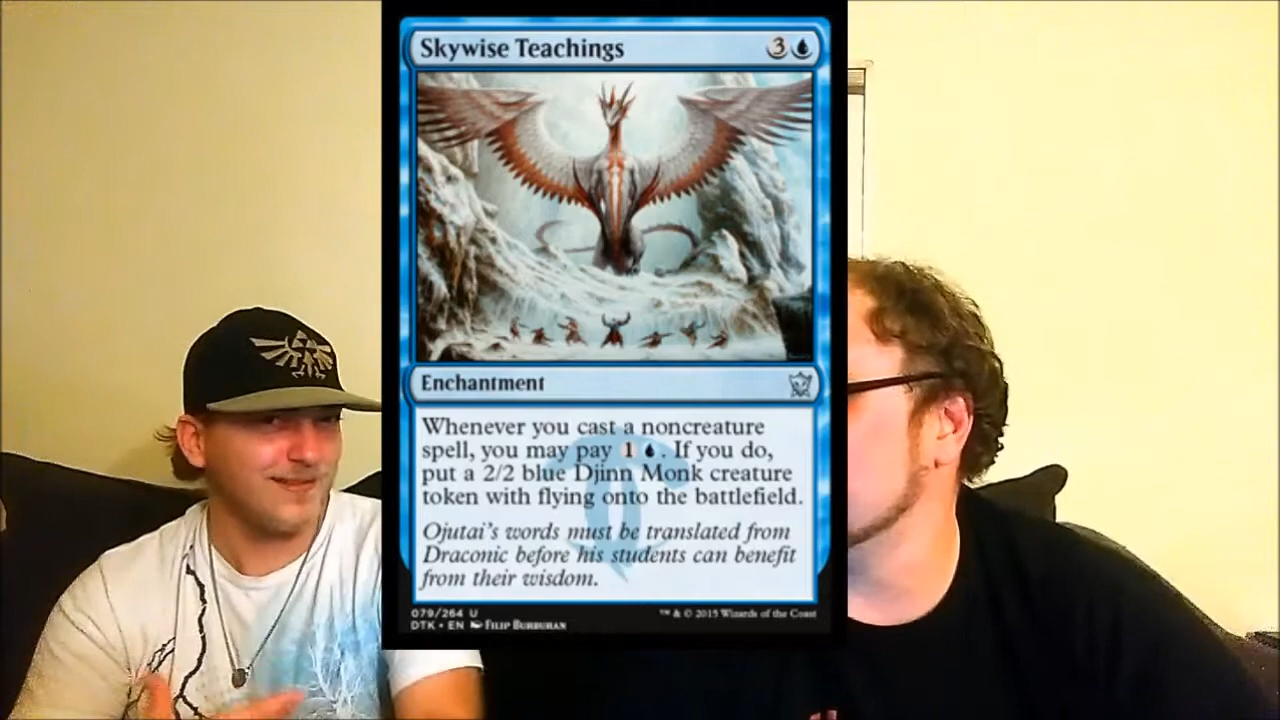 Skywise Teachings 3
Enchantment
Whenever you cast a noncreature
spell, you may pay 1 . If you do,
put a 2/2 blue Djinn Monk creature
token with flying onto the battlefield.
Ojutai's words must be translated from
Draconic before his students can benefit
from their wisdom.
079/264 U
™ & © 2015 Wizards of the Coast
DTK • EN Filip Burburan